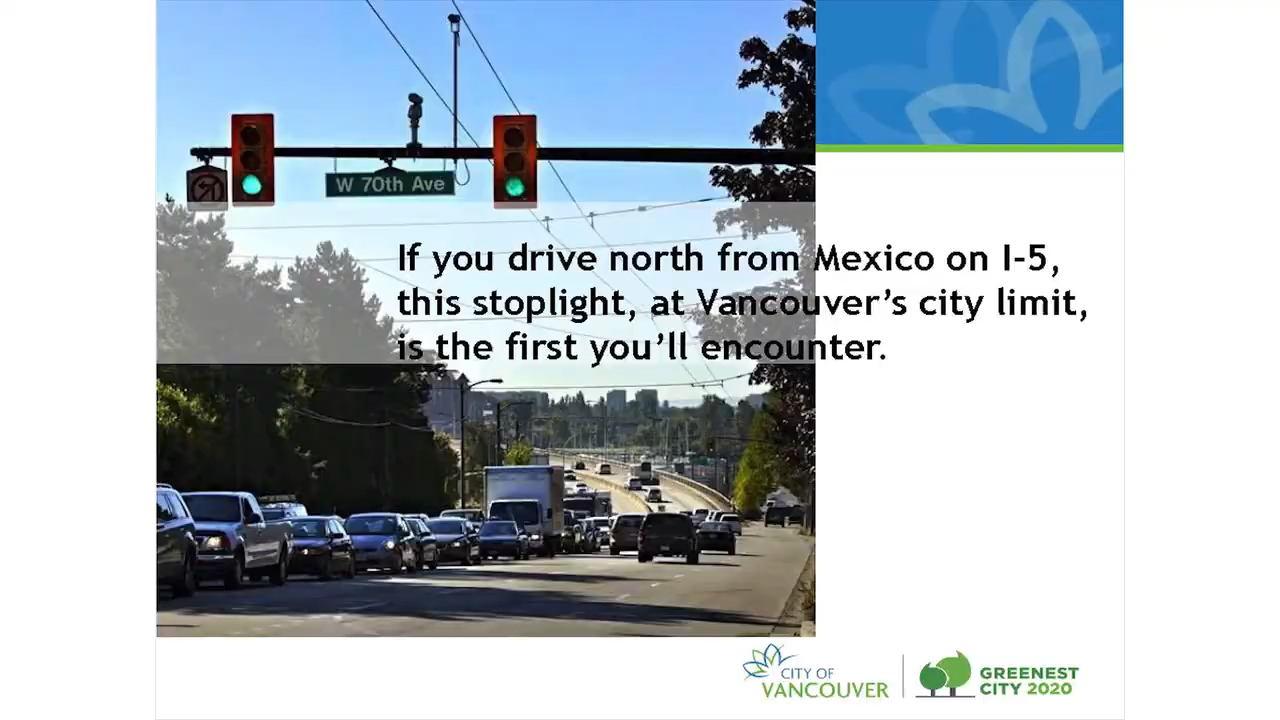 W 70th Ave
If you drive north from Mexico on I-5,
this stoplight, at Vancouver's city limit,
is the first you'll encounter.
CITY OF
VANCOUVER
GREENEST
CITY 2020